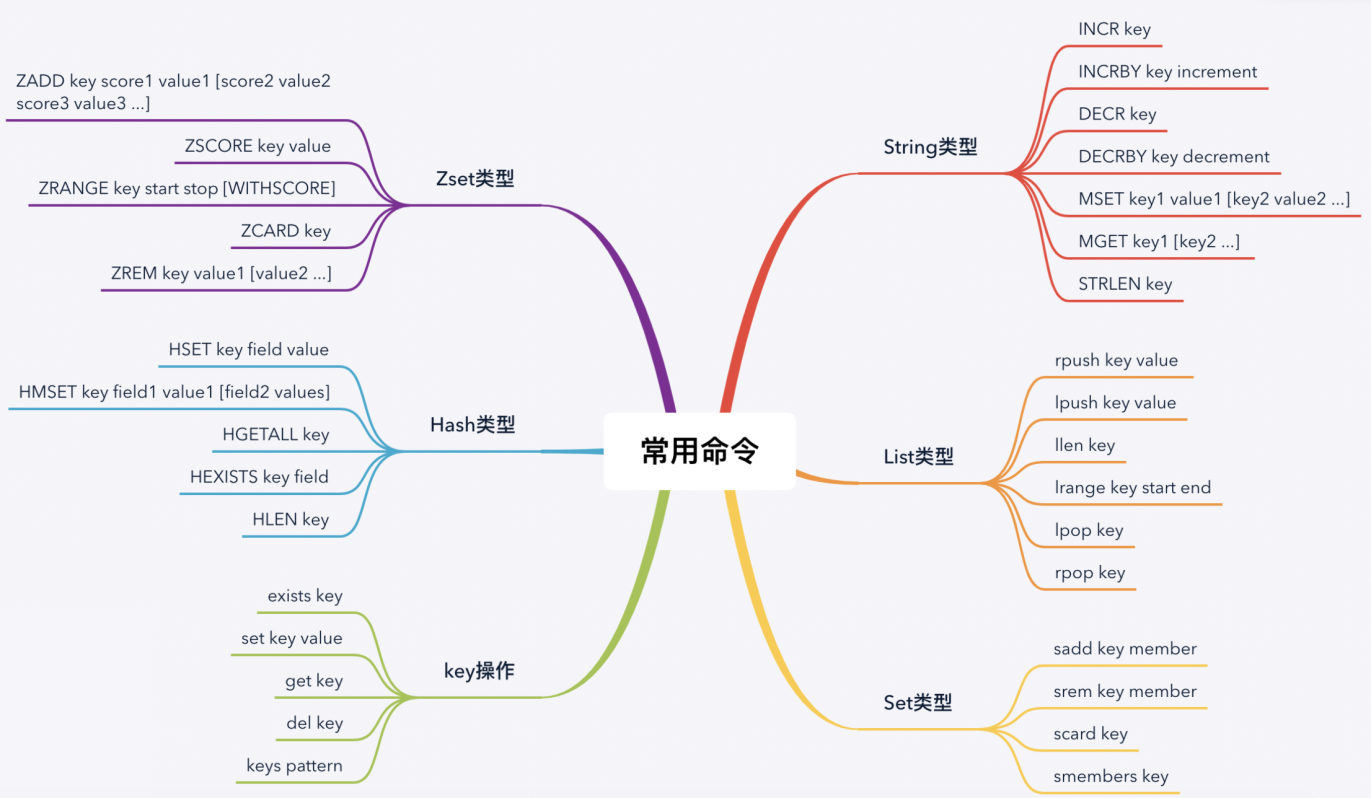 常用命令
String类型
INCR key
INCRBY key increment
DECR key
DECRBY key decrement
MSET key1 value1 [key2 value2 ...]
MGET key1 [key2 ...]
STRLEN key
List类型
rpush key value
lpush key value
llen key
lrange key start end
lpop key
rpop key
Set类型
sadd key member
srem key member
scard key
smembers key
Zset类型
ZADD key score1 value1 [score2 value2
score3 value3 ...]
ZSCORE key value
ZRANGE key start stop [WITHSCORE]
ZCARD key
ZREM key value1 [value2 ...]
Hash类型
HSET key field value
HMSET key field1 value1 [field2 values]
HGETALL key
HEXISTS key field
HLEN key
key操作
exists key
set key value
get key
del key
keys pattern